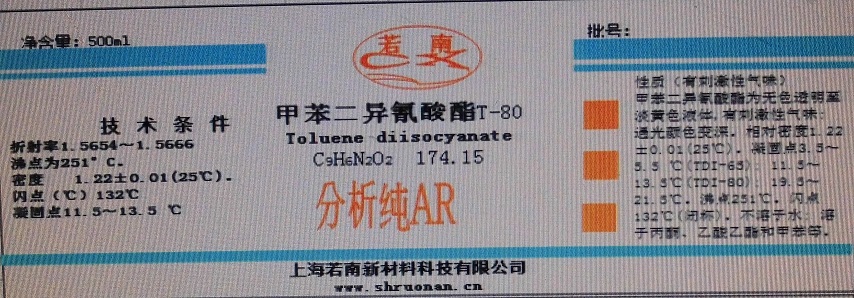 净含量：500ml
若南
批号：
技术条件
折射率1.5654～1.5666
沸点为251°C。
密度 1.22±0.01(25℃)。
闪点（℃）132℃
凝固点11.5～13.5 ℃
甲苯二异氰酸酯T-80
Toluene diisocyanate
C9H6N2O2 174.15
分析纯AR
性质（有刺激性气味）
甲苯二异氰酸酯为无色透明至
淡黄色液体，有刺激性气味；
遇光颜色变深。相对密度1.22
±0.01(25℃)。凝固点3.5～
5.5 ℃(TDI-65)；11.5～
13.5℃(TDI-80)；19.5～
21.5℃。沸点251℃。闪点
132℃(闭杯)。不溶于水；溶
于丙酮、乙酸乙酯和甲苯等。
上海若南新材料科技有限公司
www.shruonan.cn